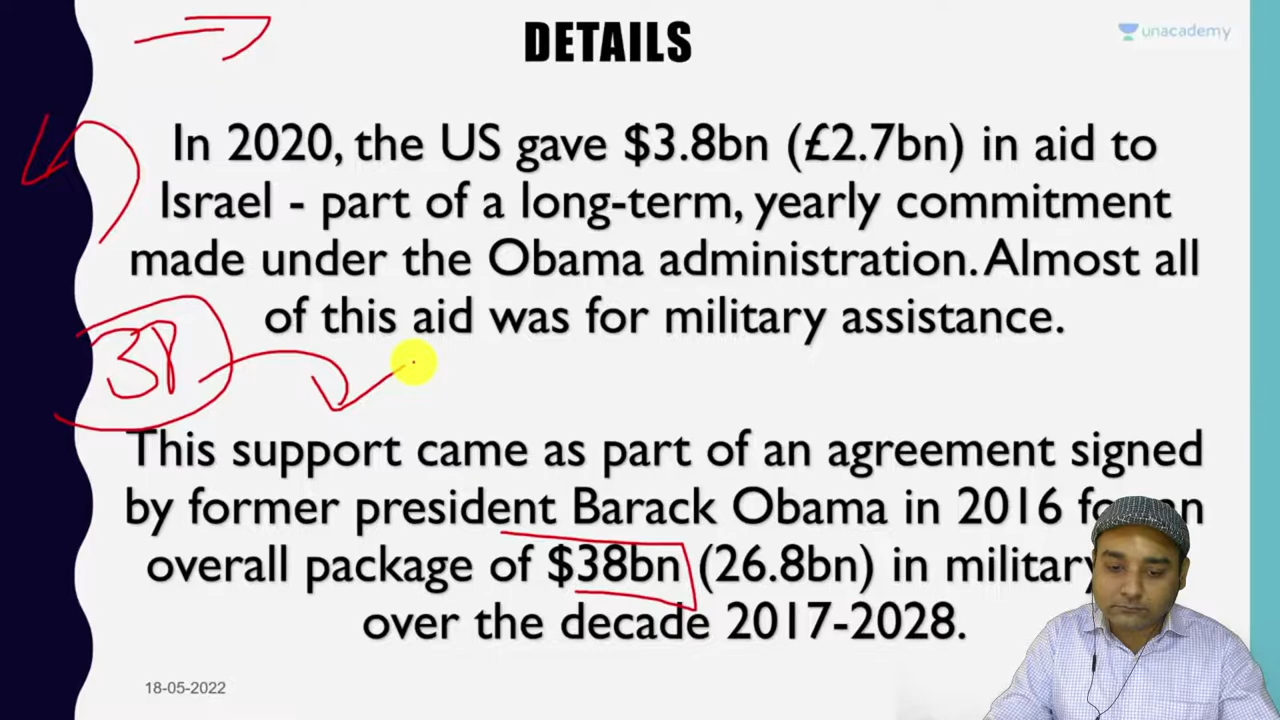 DETAILS
unacademy
In 2020, the US gave $3.8bn (£2.7bn) in aid to
Israel - part of a long-term, yearly commitment
made under the Obama administration. Almost all
of this aid was for military assistance.
38
This support came as part of an agreement signed
by former president Barack Obama in 2016
overall package of $38bn (26.8bn) in military
over the decade 2017-2028.
18-05-2022